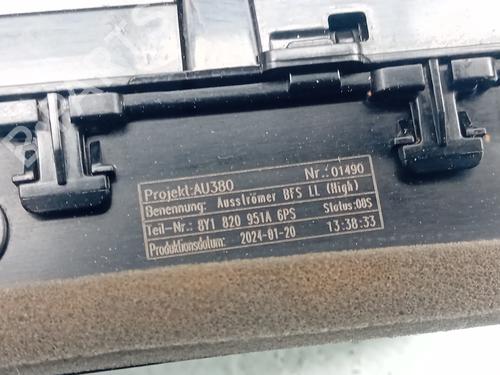 Projekt:AU380 Nr.:01490
Benennung: Ausströmer BFS LL (High)
Teil-Nr.: 8Y1 820 951A 6PS Status:08S
Produktionsdatum: 2024-01-20 13:38:33